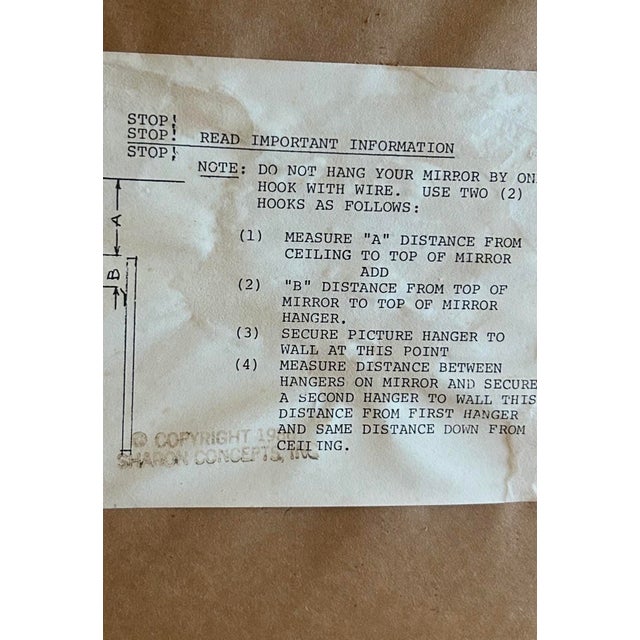 STOP!
STOP!
STOP!
READ IMPORTANT INFORMATION
NOTE: DO NOT HANG YOUR MIRROR BY
HOOK WITH WIRE. USE TWO (2)
HOOKS AS FOLLOWS:
A
B
(1) MEASURE "A" DISTANCE FROM
CEILING TO TOP OF MIRROR
ADD
(2) "B" DISTANCE FROM TOP OF
MIRROR TO TOP OF MIRROR
HANGER.
(3) SECURE PICTURE HANGER TO
WALL AT THIS POINT
(4) MEASURE DISTANCE BETWEEN
HANGERS ON MIRROR AND SECURE
A SECOND HANGER TO WALL THIS
DISTANCE FROM FIRST HANGER
AND SAME DISTANCE DOWN FROM
CEILING.
© COPYRIGHT
SHARON CONCEPTS, INC